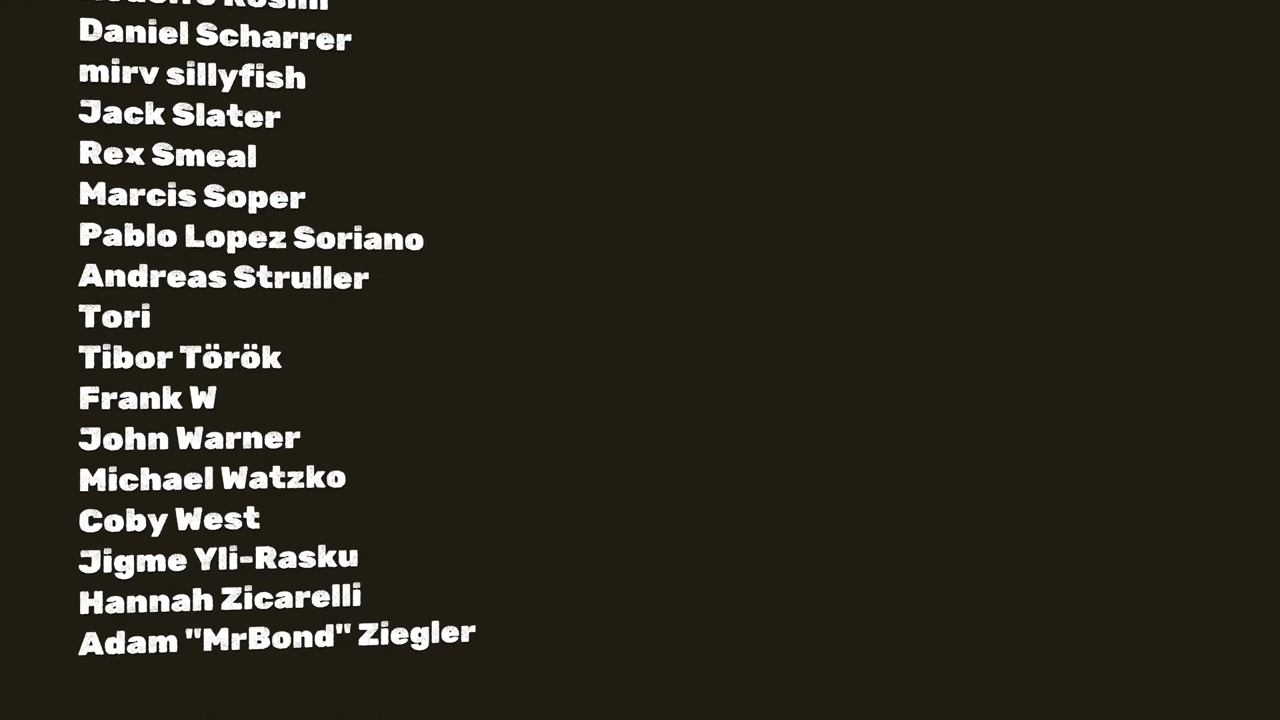 Daniel Scharrer
mirv sillyfish
Jack Slater
Rex Smeal
Marcis Soper
Pablo Lopez Soriano
Andreas Struller
Tori
Tibor Török
Frank W
John Warner
Michael Watzko
Coby West
Jigme Yli-Rasku
Hannah Zicarelli
Adam "MrBond" Ziegler